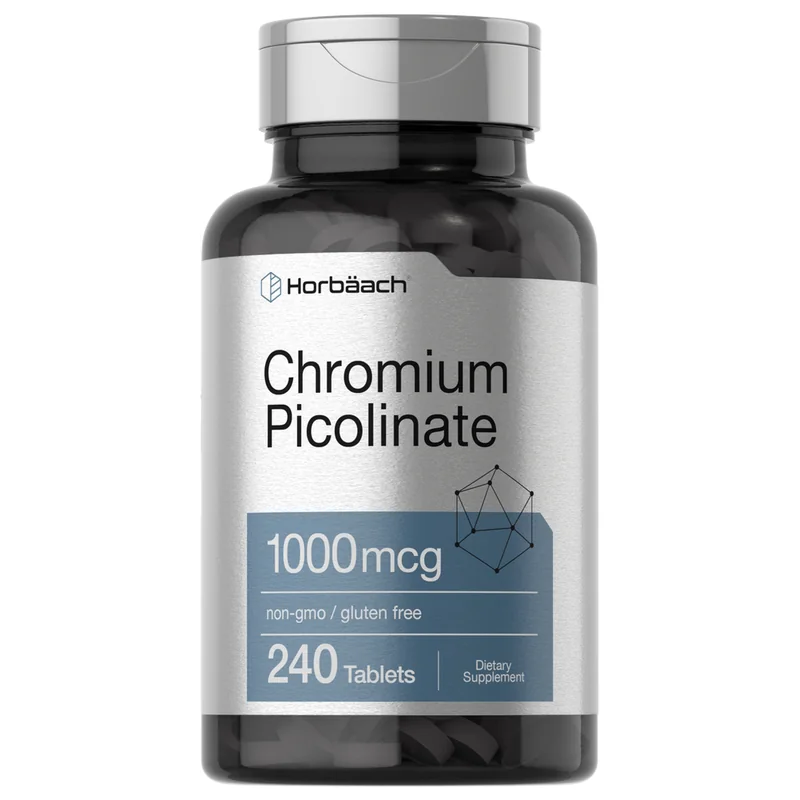 Horbäach®
Chromium
Picolinate
1000mcg
non-gmo / gluten free
240 Tablets
Dietary
Supplement